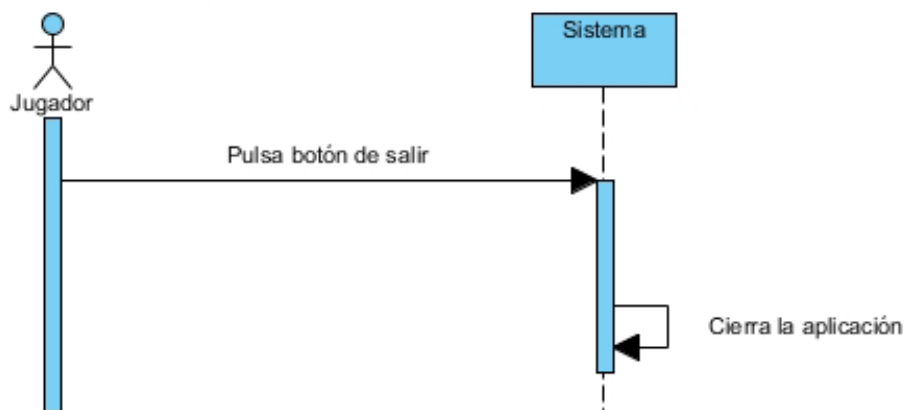 Sistema
Jugador
Pulsa botón de salir
Cierra la aplicación